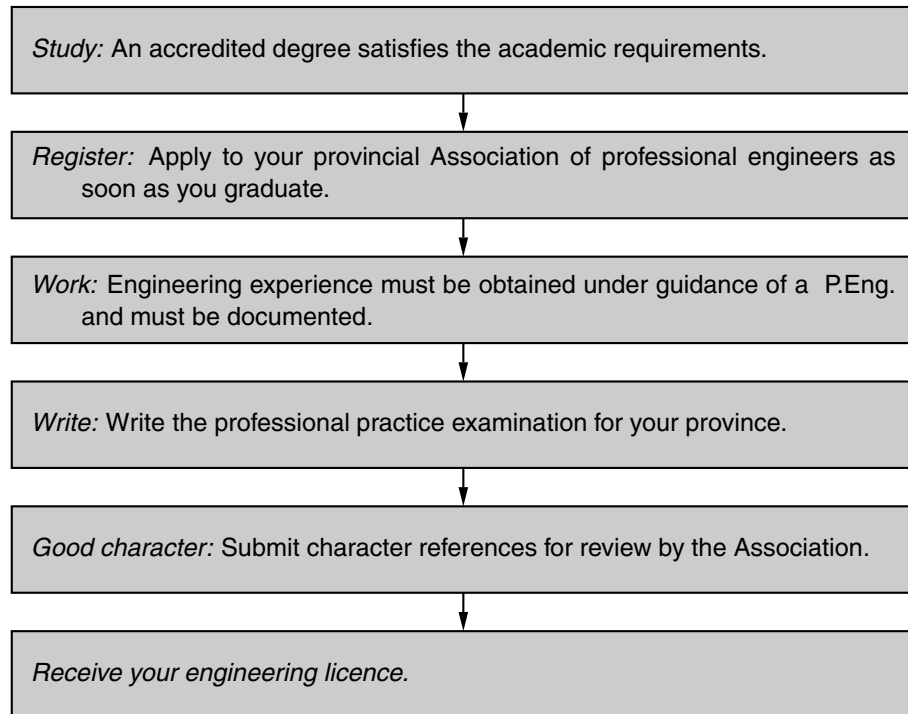 Study: An accredited degree satisfies the academic requirements.
Register: Apply to your provincial Association of professional engineers as
soon as you graduate.
Work: Engineering experience must be obtained under guidance of a P.Eng.
and must be documented.
Write: Write the professional practice examination for your province.
Good character: Submit character references for review by the Association.
Receive your engineering licence.